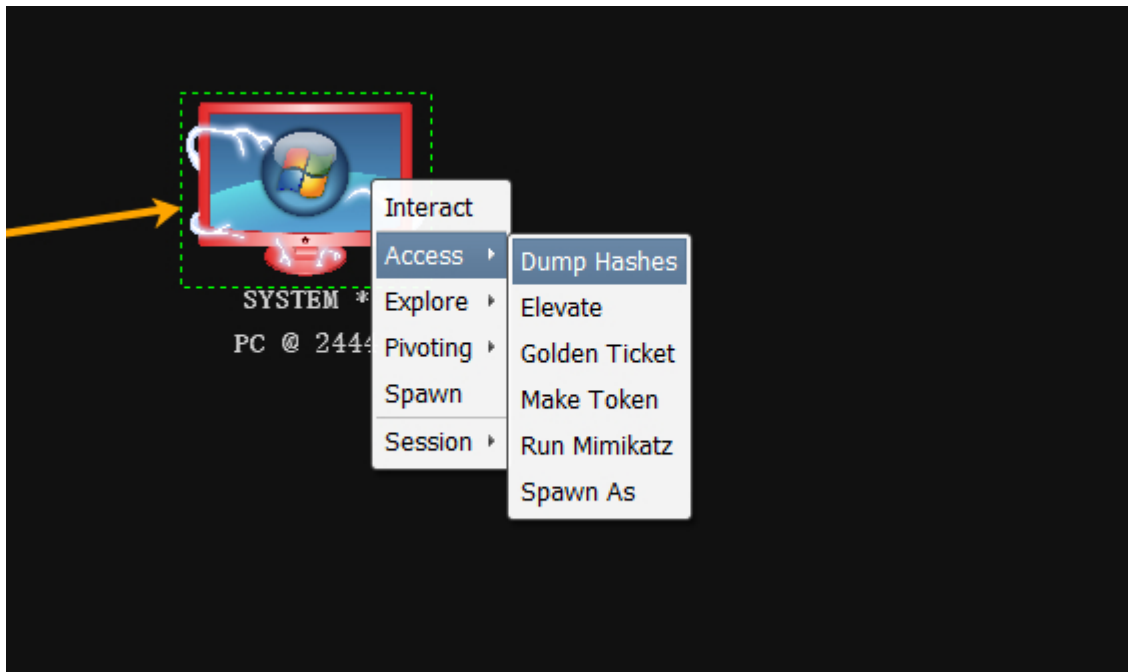 SYSTEM *
PC @ 2444
Interact
Access
Explore
Pivoting
Spawn
Session
Dump Hashes
Elevate
Golden Ticket
Make Token
Run Mimikatz
Spawn As